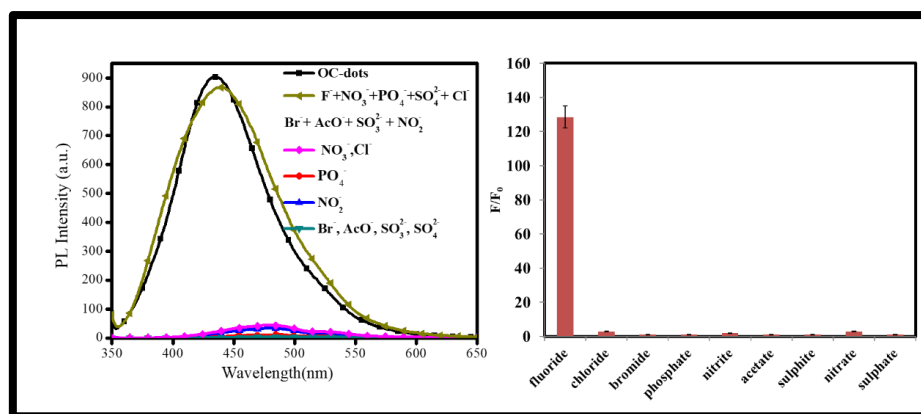 900
800
700
600
500
400
300
200
100
0
PL Intensity (a.u.)
350 400 450 500 550 600 650
Wavelength(nm)
OC-dots
F⁻+NO₃⁻+PO₄⁻+SO₄²⁻+ Cl⁻
Br⁻+ AcO⁻+ SO₃²⁻ + NO₂⁻
NO₃⁻,Cl⁻
PO₄⁻
NO₂⁻
Br⁻, AcO⁻, SO₃²⁻, SO₄²⁻
160
140
120
100
80
60
40
20
0
F/F₀
fluoride
chloride
bromide
phosphate
nitrite
acetate
sulphite
nitrate
sulphate